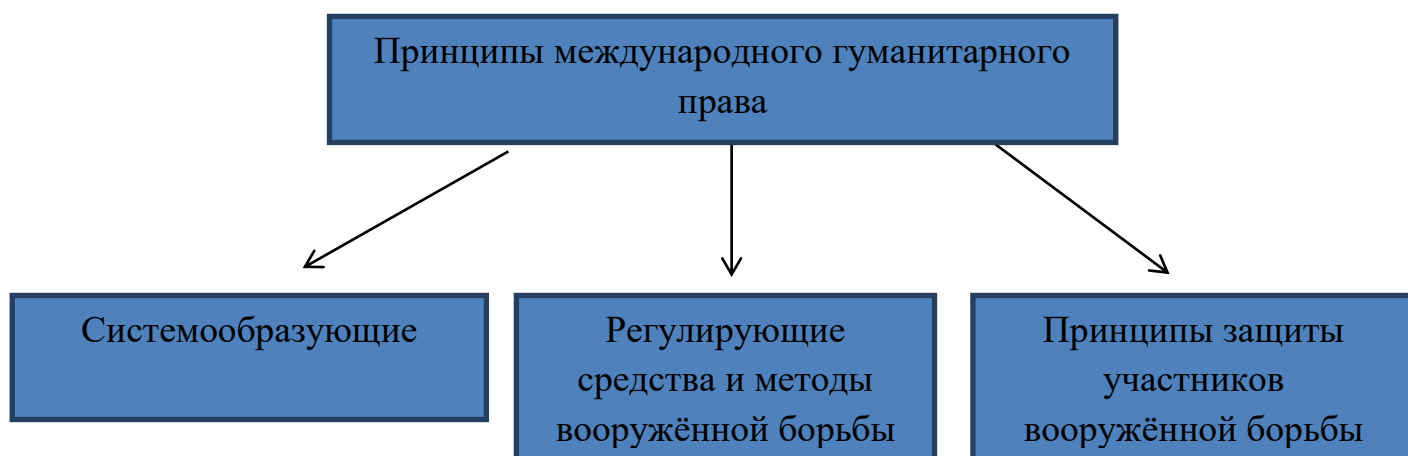 Принципы международного гуманитарного
права
Системообразующие
Регулирующие
средства и методы
вооружённой борьбы
Принципы защиты
участников
вооружённой борьбы